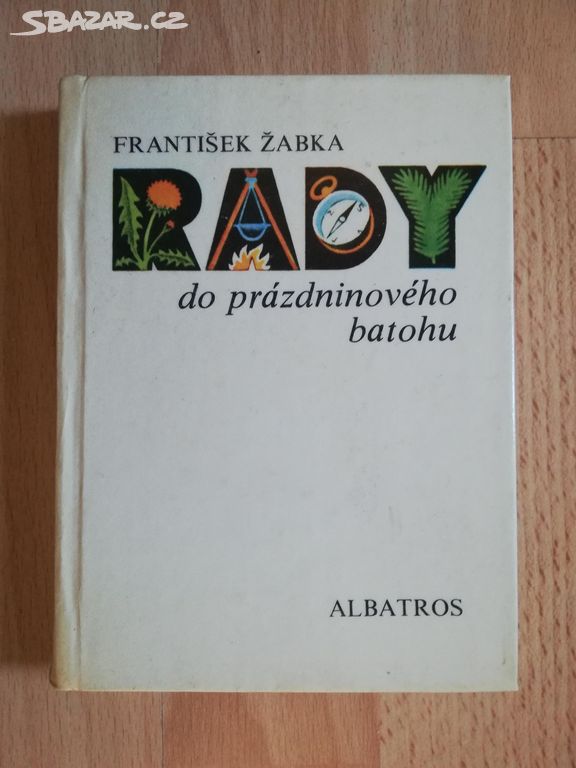 SBAZAR.CZ
FRANTIŠEK ŽABKA
RADY
do prázdninového
batohu
ALBATROS